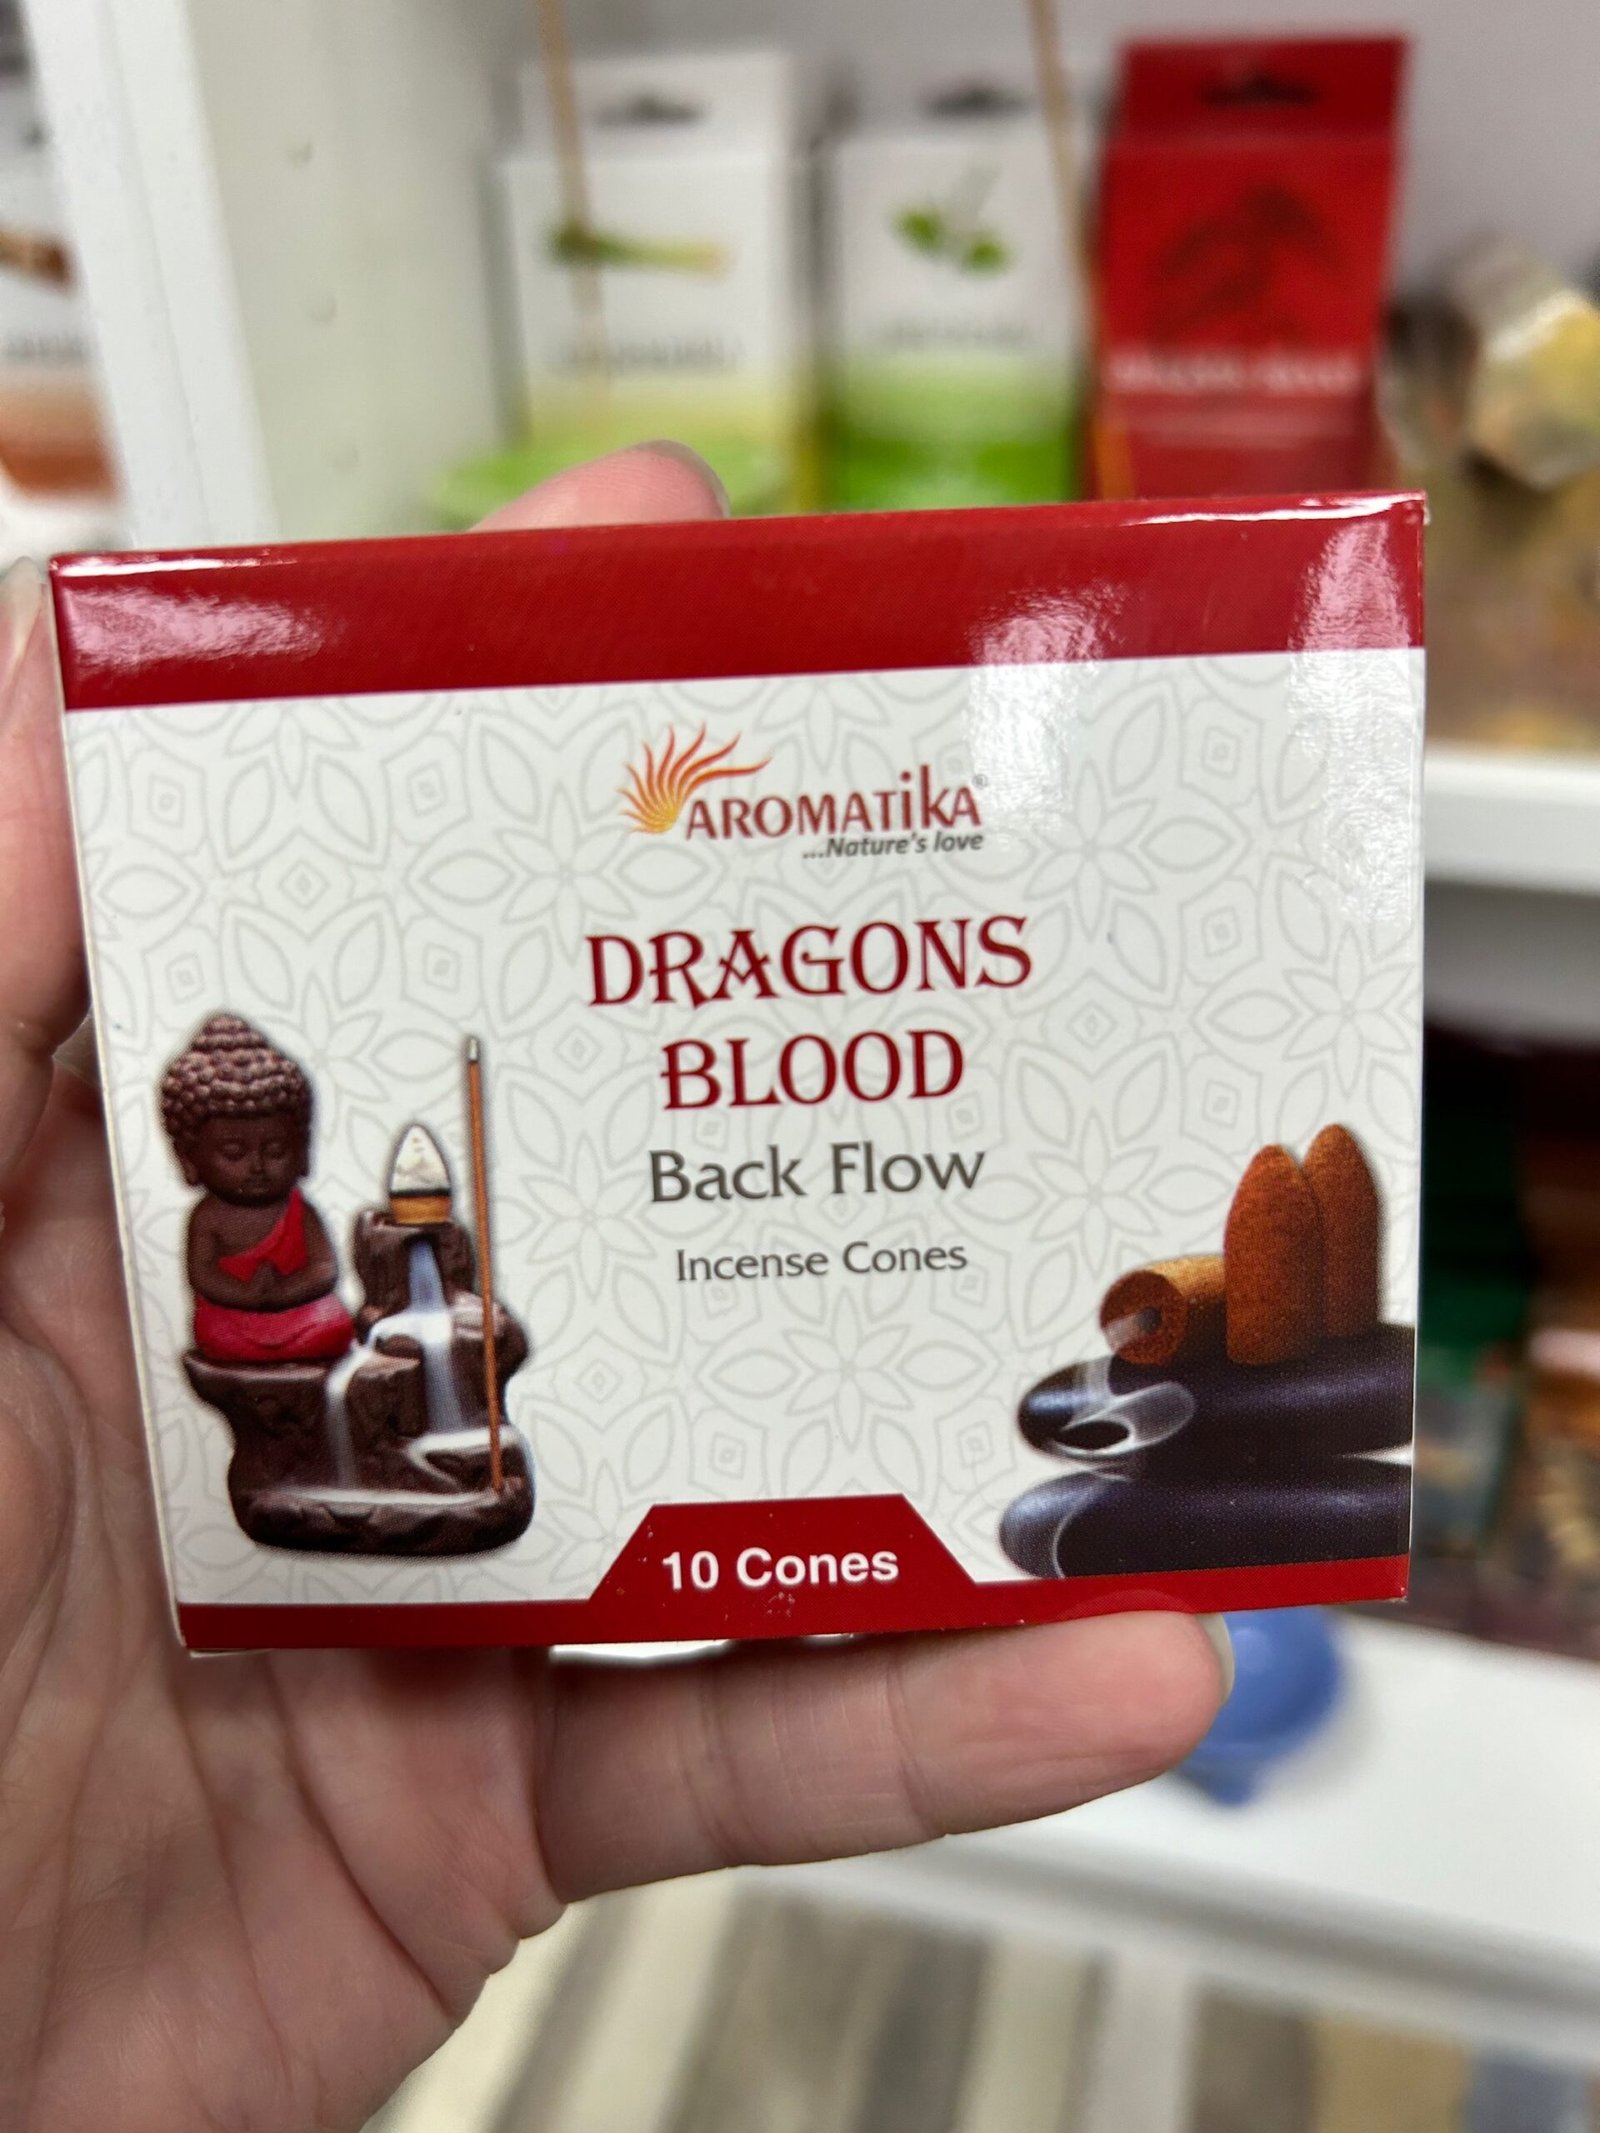 AROMATiKA®
...Nature's love
DRAGONS
BLOOD
Back Flow
Incense Cones
10 Cones